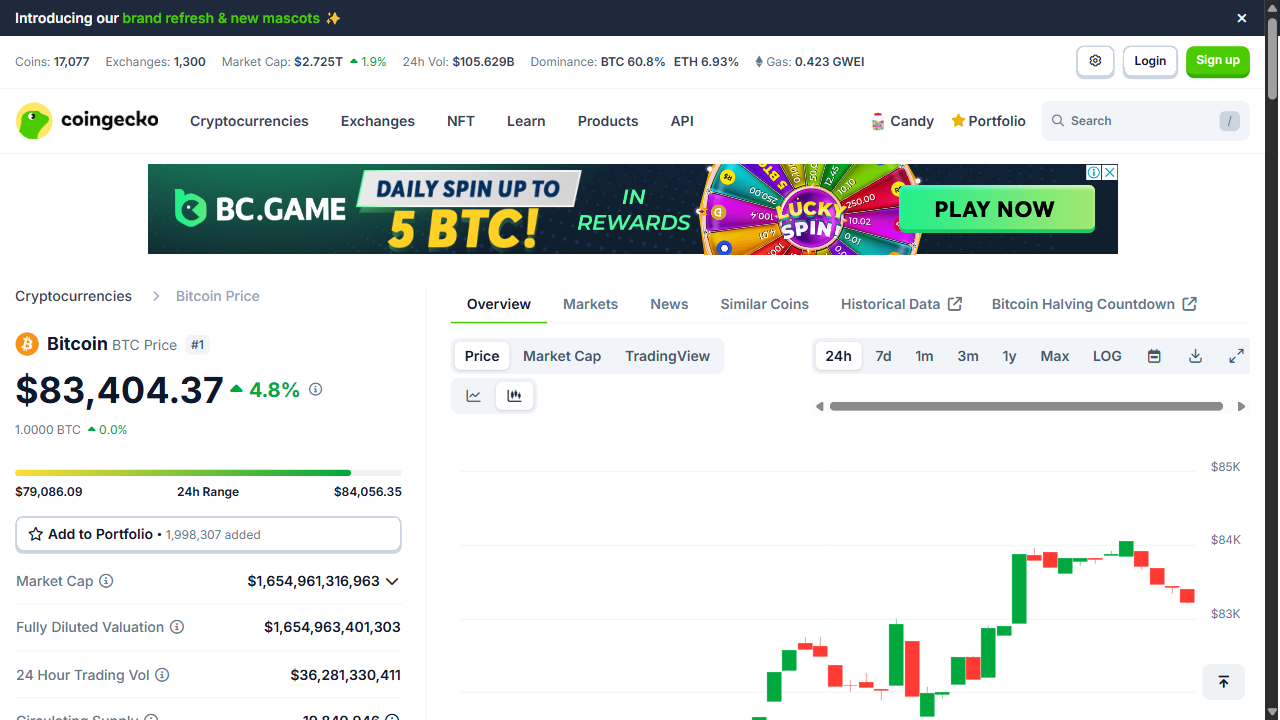 Introducing our brand refresh & new mascots ✨
Coins: 17,077 Exchanges: 1,300 Market Cap: $2.725T 1.9% 24h Vol: $105.629B Dominance: BTC 60.8% ETH 6.93% Gas: 0.423 GWEI
Login
Sign up
coingecko
Cryptocurrencies Exchanges NFT Learn Products API
Candy Portfolio
Search /
BC.GAME
DAILY SPIN UP TO
5 BTC!
IN
REWARDS
LUCKY
SPIN!
PLAY NOW
Cryptocurrencies Bitcoin Price
Bitcoin BTC Price #1
$83,404.37 4.8%
1.0000 BTC 0.0%
$79,086.09 24h Range $84,056.35
Add to Portfolio • 1,998,307 added
Market Cap $1,654,961,316,963
Fully Diluted Valuation $1,654,963,401,303
24 Hour Trading Vol $36,281,330,411
Overview Markets News Similar Coins Historical Data Bitcoin Halving Countdown
Price Market Cap TradingView
24h 7d 1m 3m 1y Max LOG
$85K
$84K
$83K